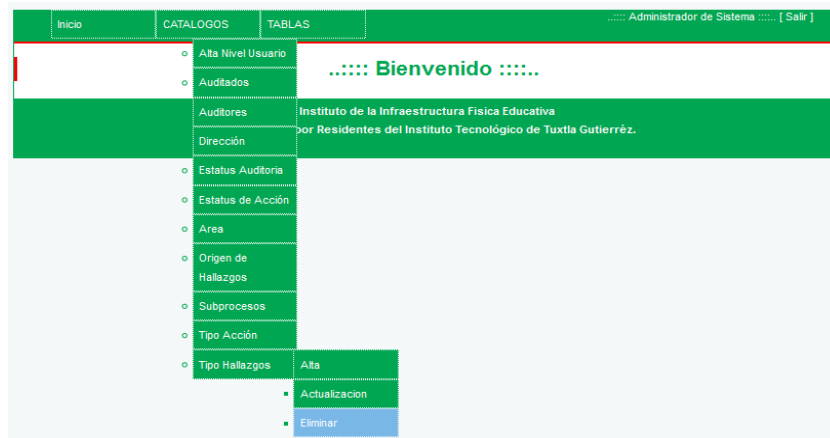 Inicio
CATALOGOS
TABLAS
..::::: Administrador de Sistema :::::.. [ Salir ]
Alta Nivel Usuario
..:::: Bienvenido ::::..
Auditados
Auditores
Instituto de la Infraestructura Fisica Educativa
por Residentes del Instituto Tecnológico de Tuxtla Gutierréz.
Dirección
Estatus Auditoria
Estatus de Acción
Area
Origen de
Hallazgos
Subprocesos
Tipo Acción
Tipo Hallazgos
Alta
Actualizacion
Eliminar